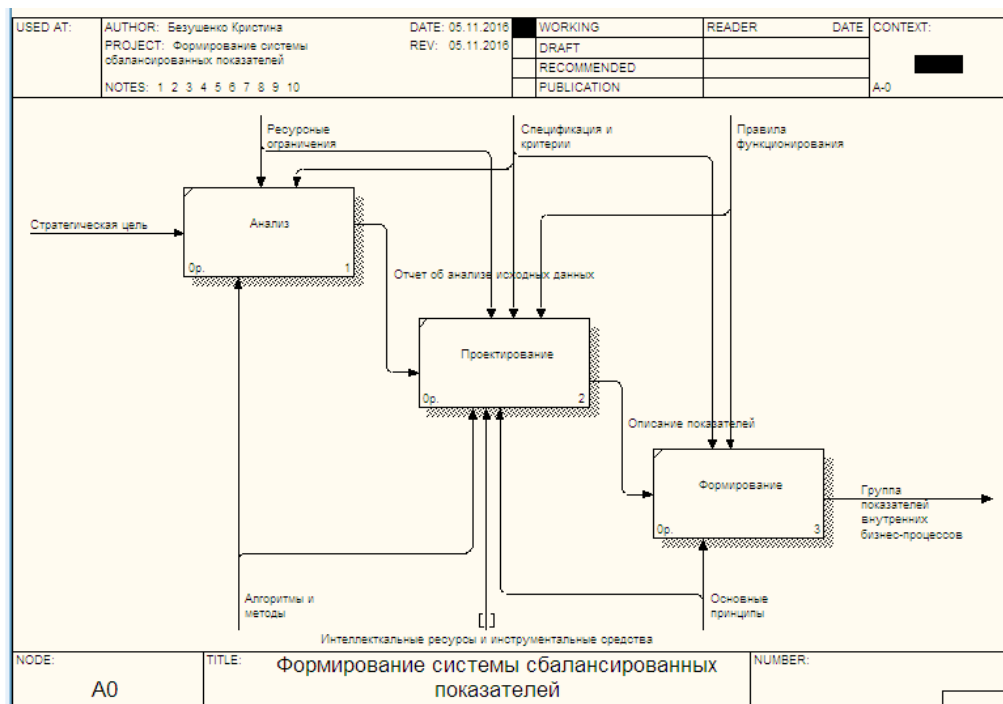 USED AT:
AUTHOR: Безушенко Кристина
DATE: 05.11.2016
PROJECT: Формирование системы
сбалансированных показателей
REV: 05.11.2016
NOTES: 1 2 3 4 5 6 7 8 9 10
WORKING
DRAFT
RECOMMENDED
PUBLICATION
READER
DATE
CONTEXT:
A-0
Ресурсные
ограничения
Спецификация и
критерии
Правила
функционирования
Стратегическая цель
Анализ
0р.
1
Отчет об анализе исходных данных
Проектирование
0р.
2
Описание показателей
Формирование
0р.
3
Группа
показателей
внутренних
бизнес-процессов
Алгоритмы и
методы
Основные
принципы
Интеллекткальные ресурсы и инструментальные средства
NODE:
A0
TITLE:
Формирование системы сбалансированных
показателей
NUMBER: